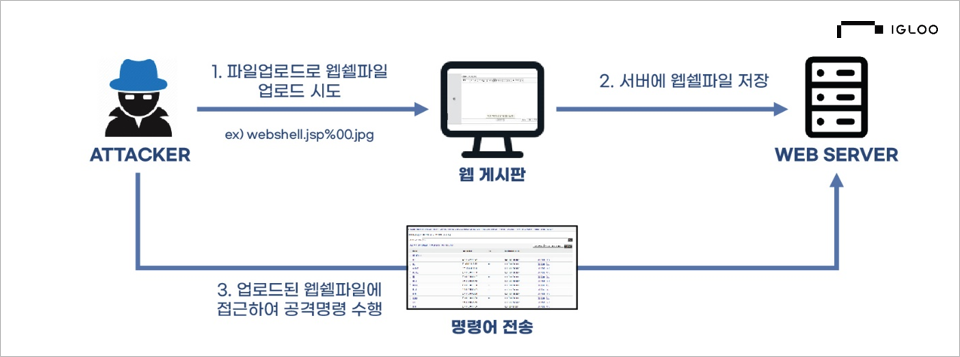 IGLOO
1. 파일업로드로 웹쉘파일
업로드 시도
ex) webshell.jsp%00.jpg
2. 서버에 웹쉘파일 저장
ATTACKER
웹 게시판
WEB SERVER
3. 업로드된 웹쉘파일에
접근하여 공격명령 수행
명령어 전송